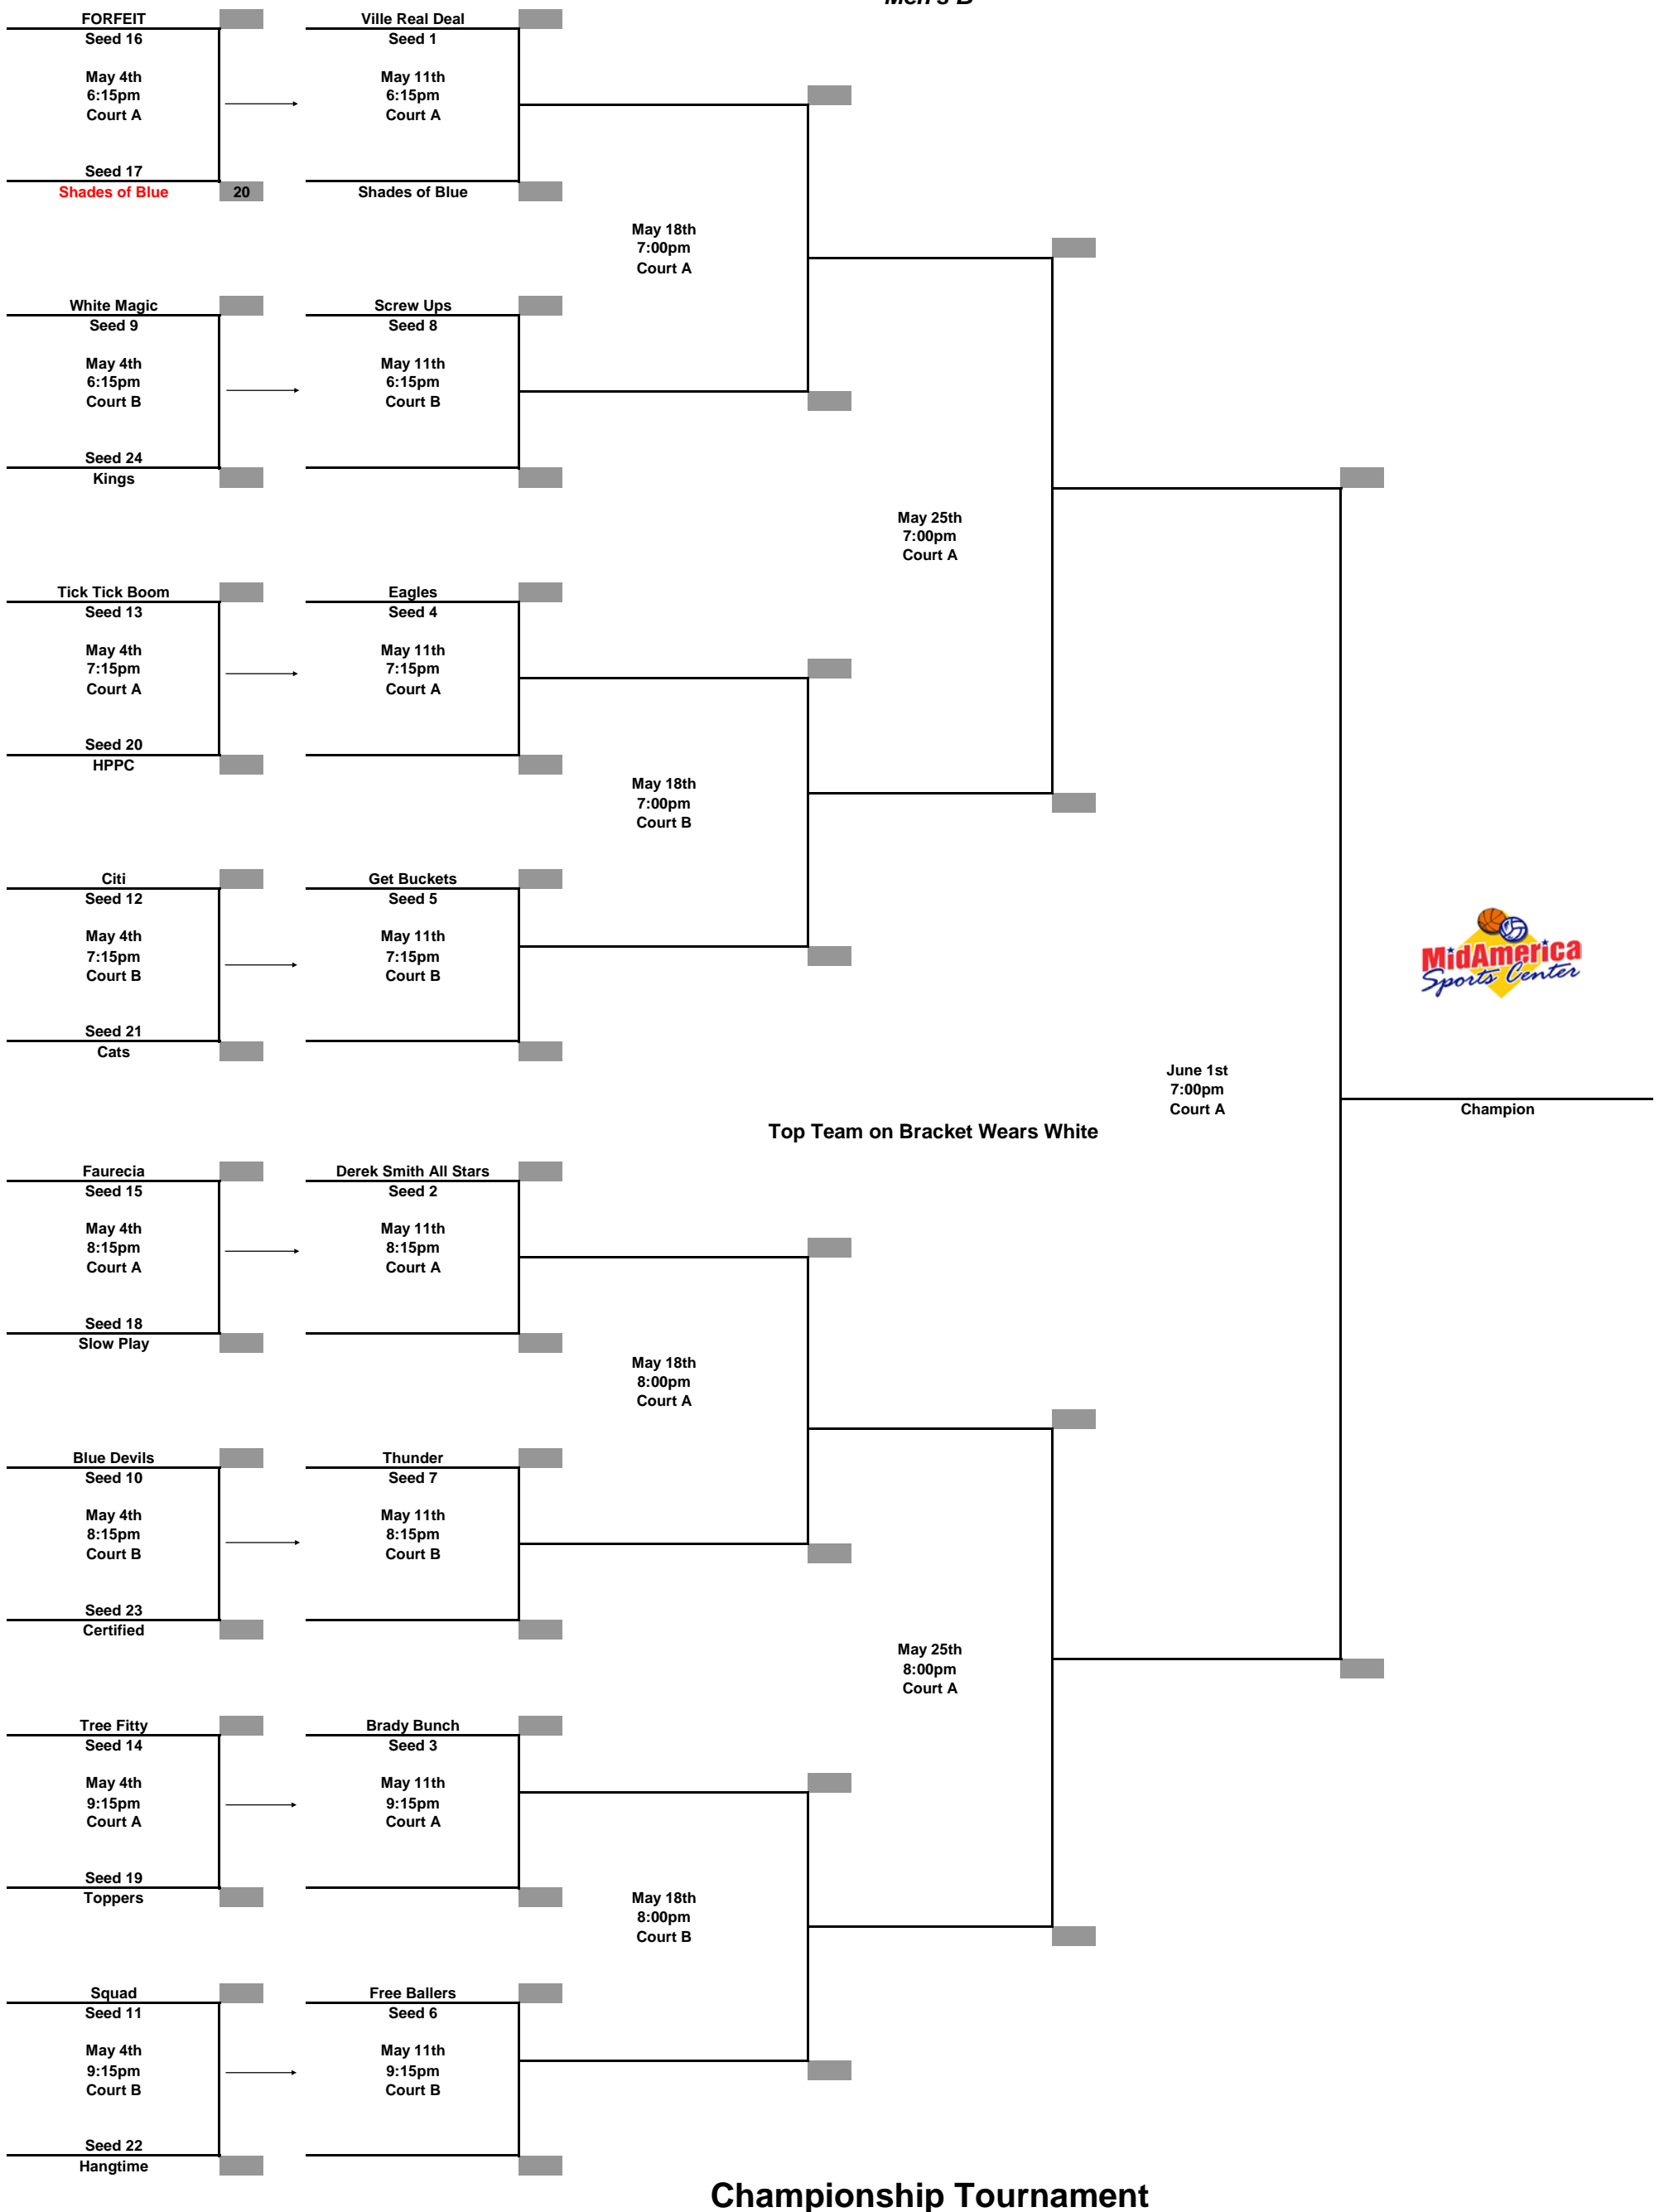 Men's B
FORFEIT
Seed 16
May 4th
6:15pm
Court A
Seed 17
Shades of Blue
20
Ville Real Deal
Seed 1
May 11th
6:15pm
Court A
Shades of Blue
May 18th
7:00pm
Court A
White Magic
Seed 9
May 4th
6:15pm
Court B
Seed 24
Kings
Screw Ups
Seed 8
May 11th
6:15pm
Court B
May 25th
7:00pm
Court A
Tick Tick Boom
Seed 13
May 4th
7:15pm
Court A
Seed 20
HPPC
Eagles
Seed 4
May 11th
7:15pm
Court A
May 18th
7:00pm
Court B
Citi
Seed 12
May 4th
7:15pm
Court B
Seed 21
Cats
Get Buckets
Seed 5
May 11th
7:15pm
Court B
MidAmerica
Sports Center
June 1st
7:00pm
Court A
Champion
Top Team on Bracket Wears White
Faurecia
Seed 15
May 4th
8:15pm
Court A
Seed 18
Slow Play
Derek Smith All Stars
Seed 2
May 11th
8:15pm
Court A
May 18th
8:00pm
Court A
Blue Devils
Seed 10
May 4th
8:15pm
Court B
Seed 23
Certified
Thunder
Seed 7
May 11th
8:15pm
Court B
May 25th
8:00pm
Court A
Tree Fitty
Seed 14
May 4th
9:15pm
Court A
Seed 19
Toppers
Brady Bunch
Seed 3
May 11th
9:15pm
Court A
May 18th
8:00pm
Court B
Squad
Seed 11
May 4th
9:15pm
Court B
Seed 22
Hangtime
Free Ballers
Seed 6
May 11th
9:15pm
Court B
Championship Tournament